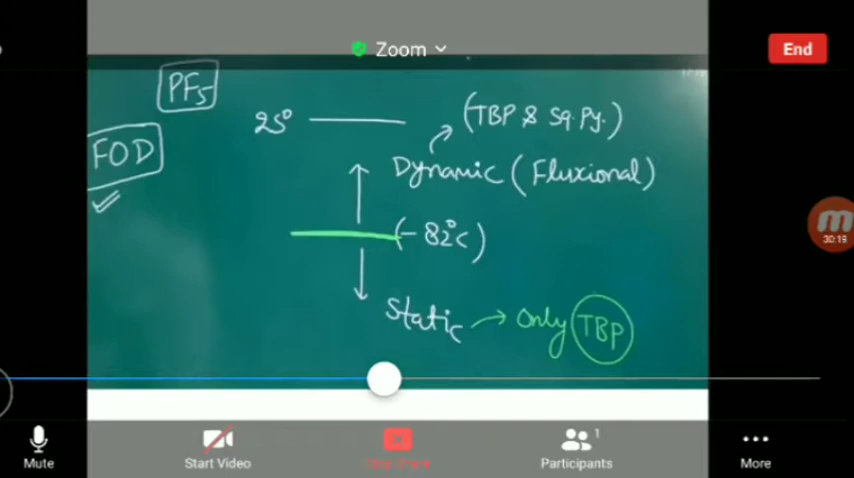 Zoom
End
PF5
25° (TBP & Sq. Py.)
FOD
Dynamic (Fluxional)
(-82°C)
m
30:19
Static → only TBP
Mute
Start Video
Participants
1
More